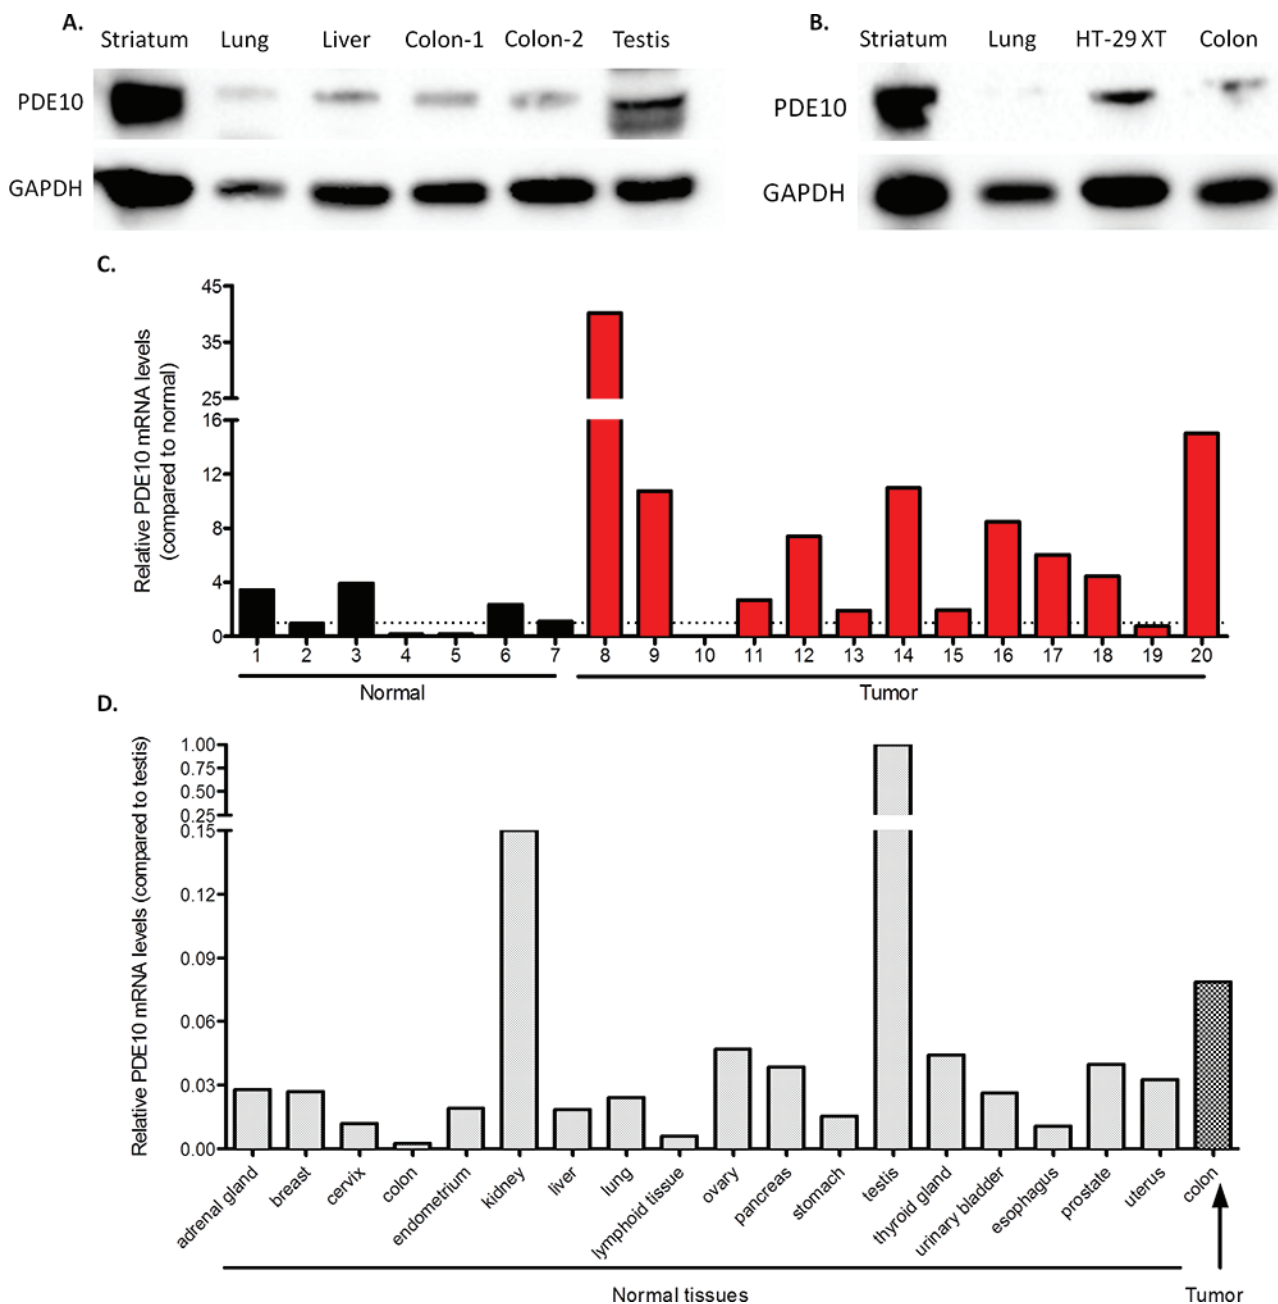 A.
Striatum Lung Liver Colon-1 Colon-2 Testis
PDE10
GAPDH
B.
Striatum Lung HT-29 XT Colon
PDE10
GAPDH
C.
Relative PDE10 mRNA levels
(compared to normal)
45
35
25
16
12
8
4
0
1 2 3 4 5 6 7 8 9 10 11 12 13 14 15 16 17 18 19 20
Normal Tumor
D.
Relative PDE10 mRNA levels (compared to testis)
1.00
0.75
0.50
0.25
0.15
0.12
0.09
0.06
0.03
0.00
adrenal gland
breast
cervix
colon
endometrium
kidney
liver
lung
lymphoid tissue
ovary
pancreas
stomach
testis
thyroid gland
urinary bladder
esophagus
prostate
uterus
colon
Normal tissues Tumor